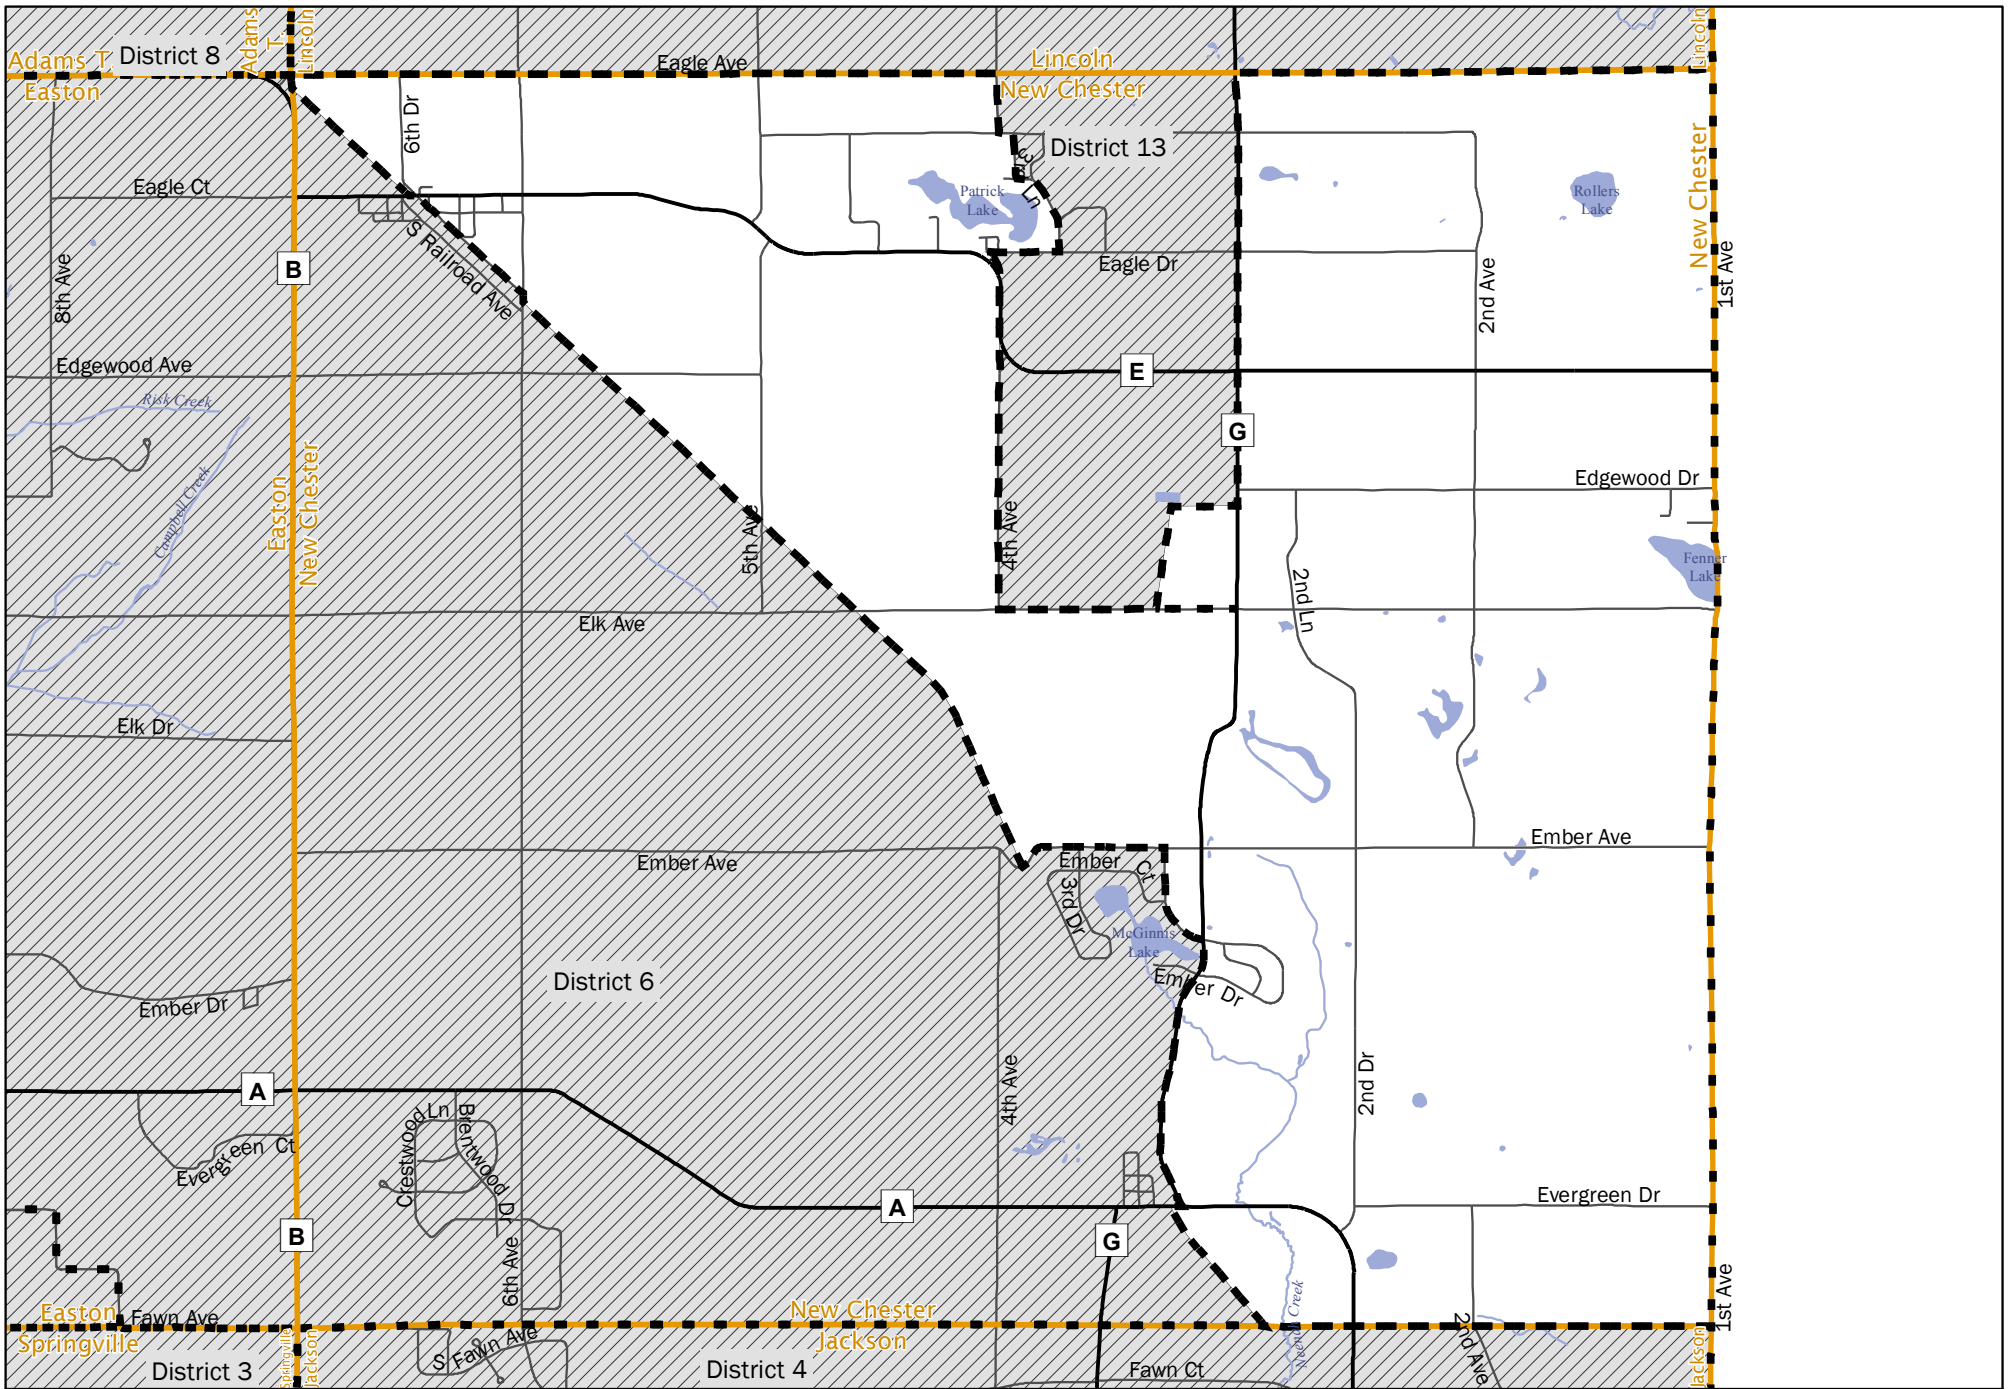 Adams T.
District 8
Adams
T.
Lincoln
Easton
Eagle Ave
Lincoln
New Chester
Lincoln
6th Dr
3rd
Ln
District 13
Patrick
Lake
Rollers
Lake
New Chester
1st Ave
Eagle Ct
S Railroad Ave
8th Ave
B
Eagle Dr
2nd Ave
Edgewood Ave
E
Risk Creek
G
Campbell Creek
Easton
New Chester
5th Ave
4th Ave
Edgewood Dr
2nd Ln
Fenner
Lake
Elk Ave
Elk Dr
Ember Ave
Ember Ave
Ember
Ct
3rd Dr
McGinnis
Lake
Ember Dr
District 6
Ember Dr
A
4th Ave
2nd Dr
Crestwood Ln
Brentwood Dr
Evergreen Ct
A
Evergreen Dr
B
G
6th Ave
Neenah Creek
1st Ave
Easton
Fawn Ave
New Chester
Springville
Jackson
Springville
Jackson
S Fawn Ave
2nd Ave
Jackson
District 3
District 4
Fawn Ct